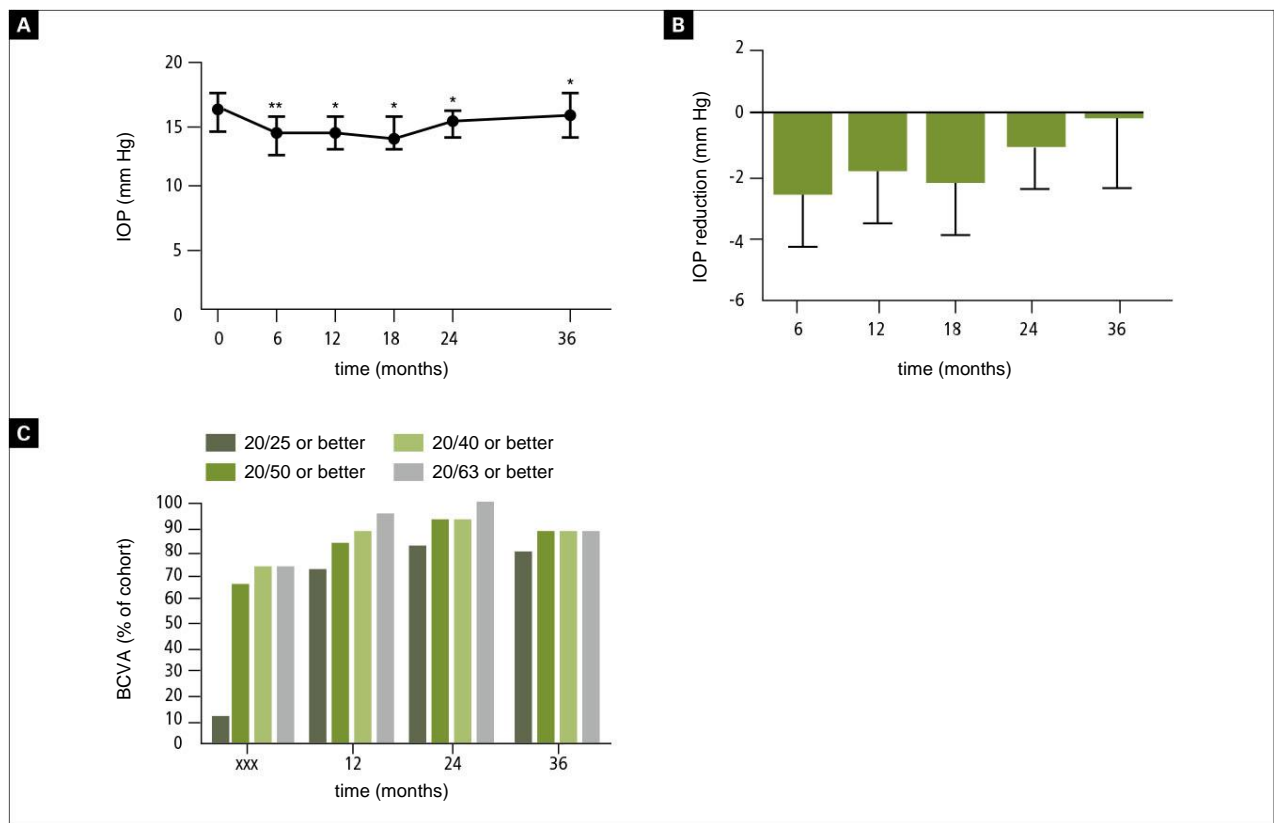 A
20
15
10
5
0
IOP (mm Hg)
**
*
*
*
*
0 6 12 18 24 36
time (months)
B
2
0
-2
-4
-6
IOP reduction (mm Hg)
6 12 18 24 36
time (months)
C
20/25 or better 20/40 or better
20/50 or better 20/63 or better
100
90
80
70
60
50
40
30
20
10
0
BCVA (% of cohort)
xxx 12 24 36
time (months)